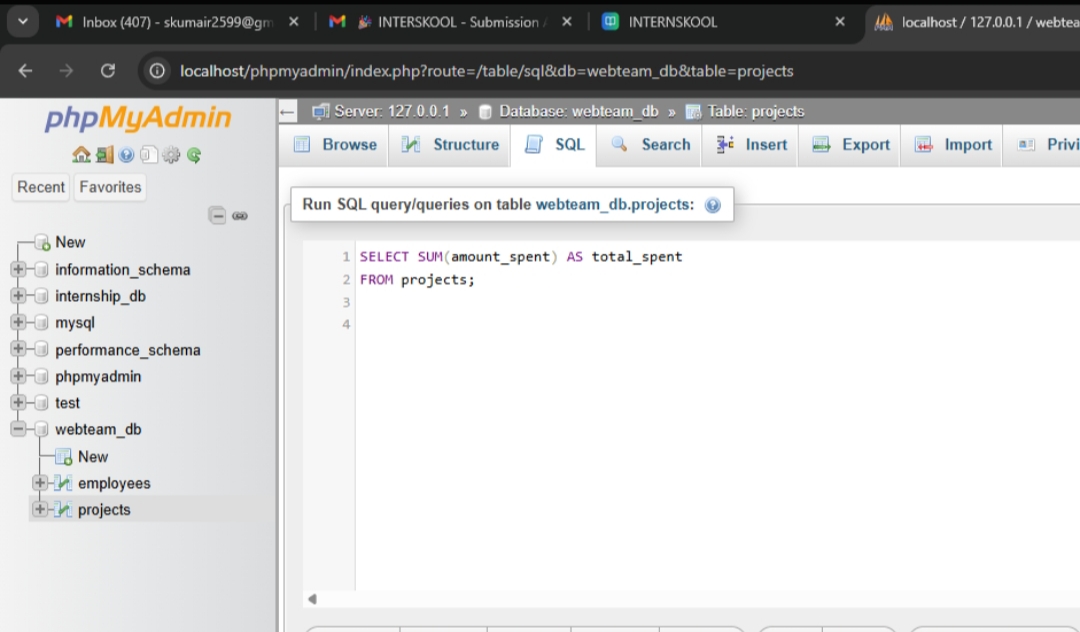 Inbox (407) - skumair2599@gm
INTERSKOOL - Submission /
INTERNSKOOL
localhost / 127.0.0.1 / webtea
localhost/phpmyadmin/index.php?route=/table/sql&db=webteam_db&table=projects
phpMyAdmin
Recent Favorites
New
information_schema
internship_db
mysql
performance_schema
phpmyadmin
test
webteam_db
New
employees
projects
Server: 127.0.0.1 » Database: webteam_db » Table: projects
Browse Structure SQL Search Insert Export Import Privi
Run SQL query/queries on table webteam_db.projects:
1 SELECT SUM(amount_spent) AS total_spent
2 FROM projects;
3
4